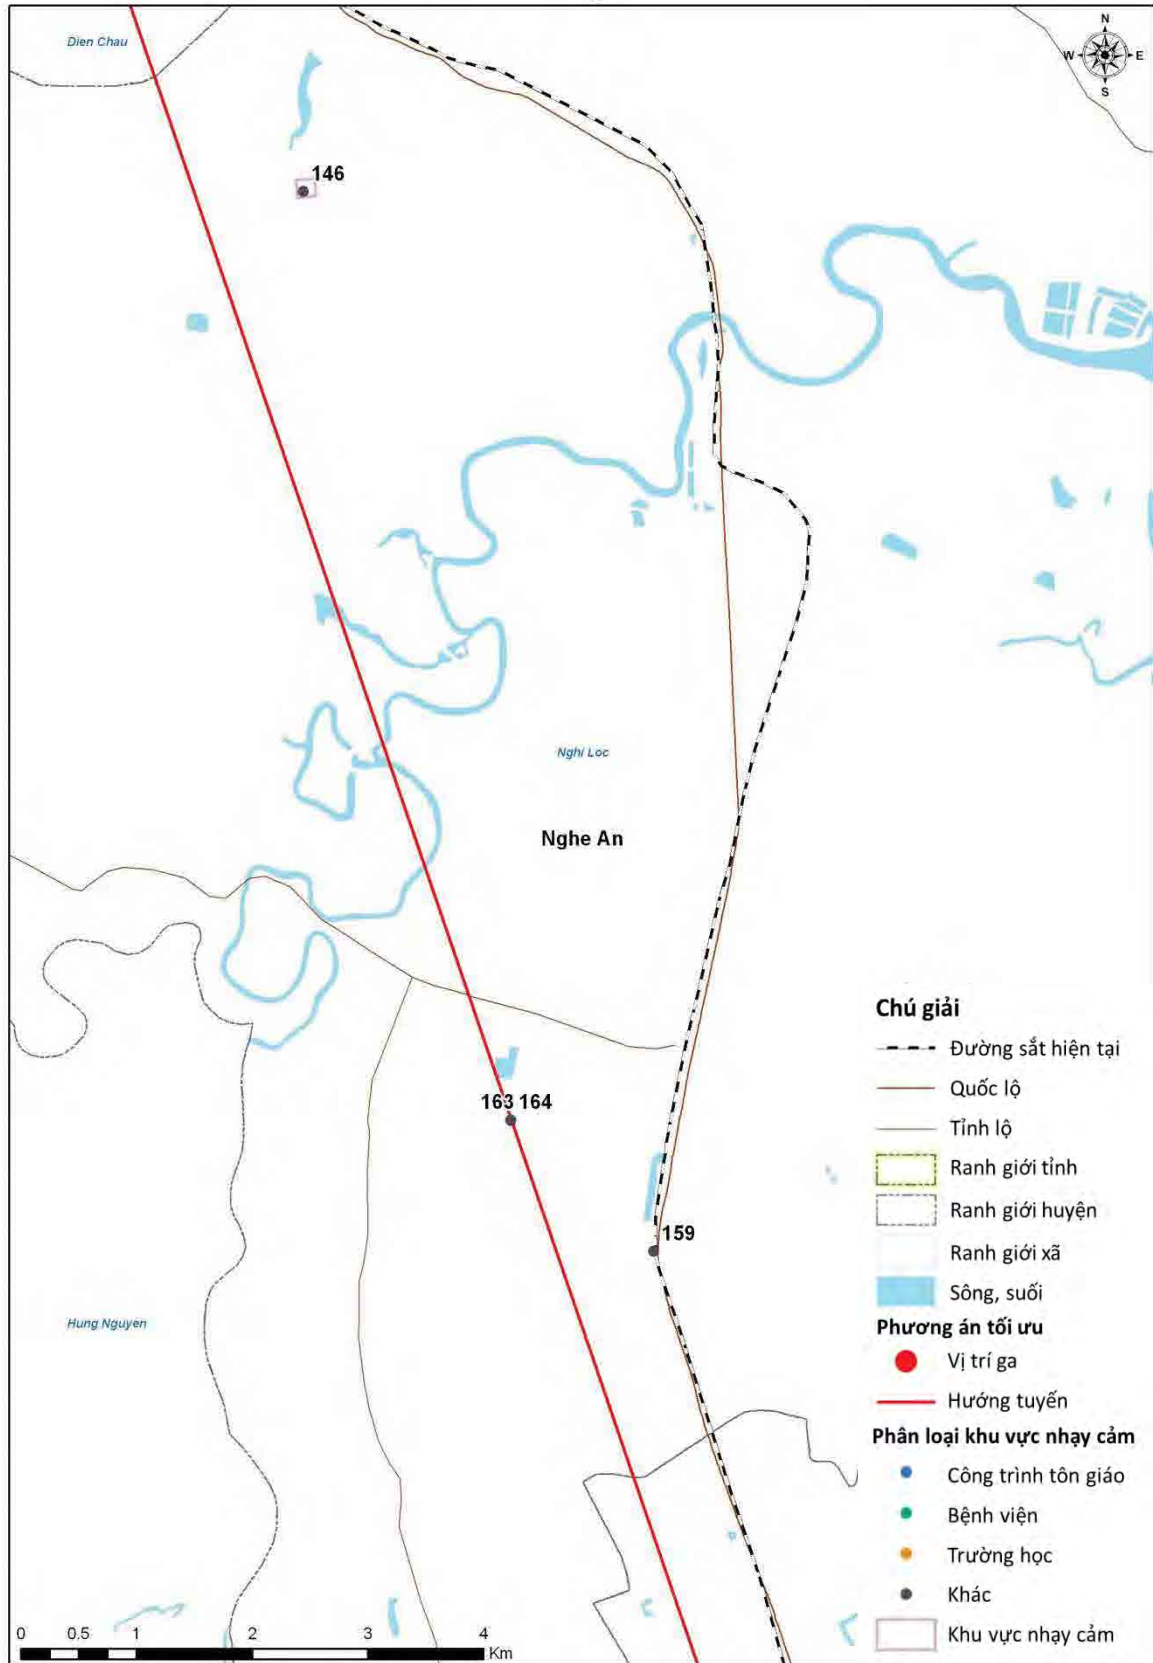 Dien Chau
N
W
E
S
146
Nghi Loc
Nghe An
163 164
159
Hung Nguyen
Chú giải
Đường sắt hiện tại
Quốc lộ
Tỉnh lộ
Ranh giới tỉnh
Ranh giới huyện
Ranh giới xã
Sông, suối
Phương án tối ưu
Vị trí ga
Hướng tuyến
Phân loại khu vực nhạy cảm
Công trình tôn giáo
Bệnh viện
Trường học
Khác
Khu vực nhạy cảm
0 0.5 1 2 3 4
Km